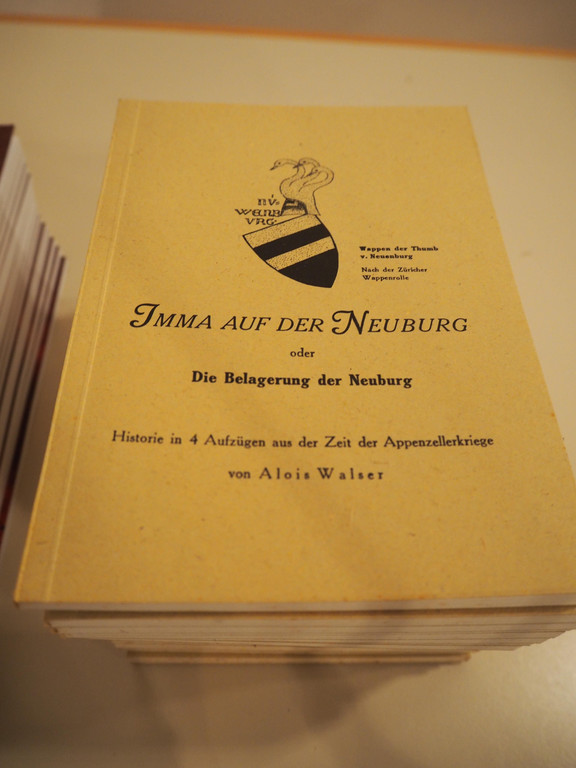 NV̊-
WENB
VRG:
Wappen der Thumb
v. Neuenburg
Nach der Züricher
Wappenrolle
IMMA AUF DER NEUBURG
oder
Die Belagerung der Neuburg
Historie in 4 Aufzügen aus der Zeit der Appenzellerkriege
von Alois Walser